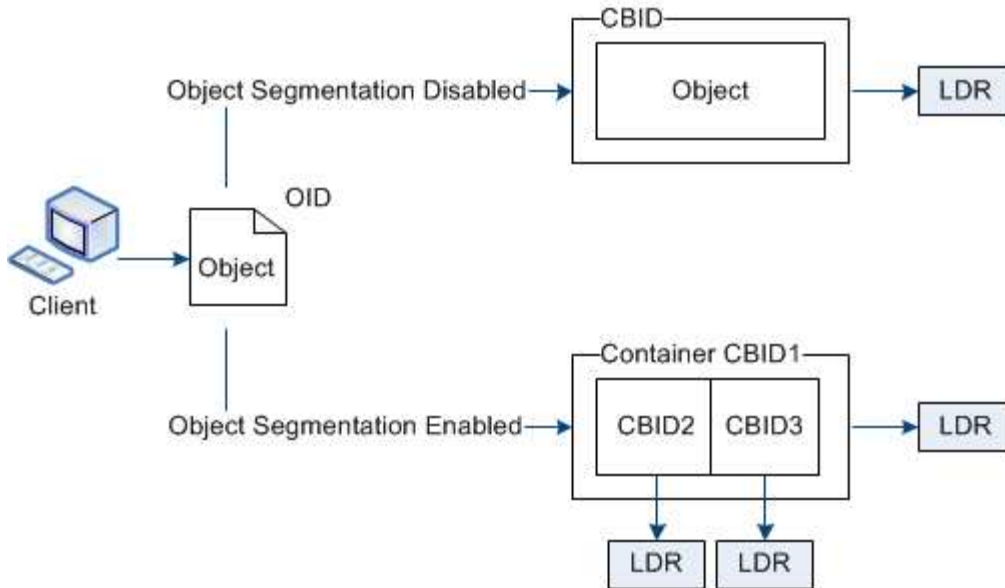 CBID
Object Segmentation Disabled
Object
LDR
OID
Object
Client
Container CBID1
Object Segmentation Enabled
CBID2
CBID3
LDR
LDR
LDR